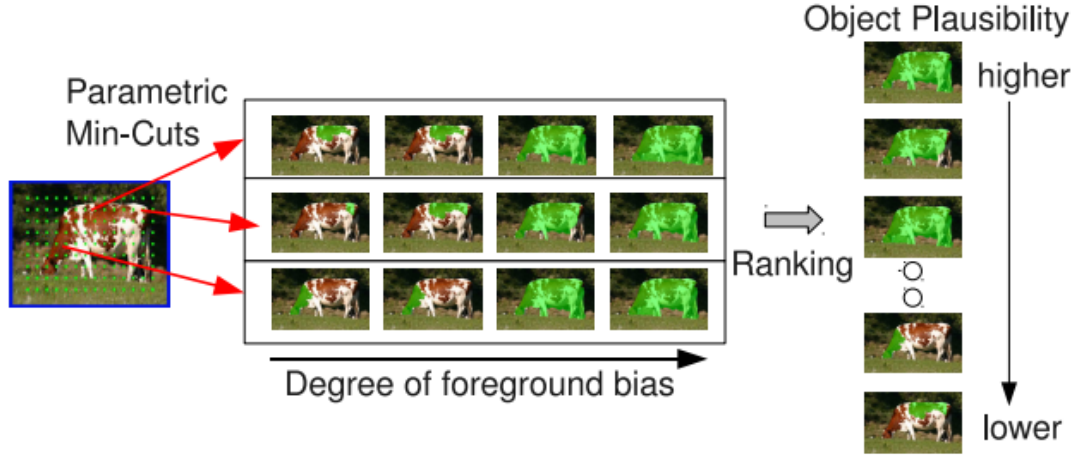 Object Plausibility
higher
Parametric
Min-Cuts
Ranking
Degree of foreground bias
lower